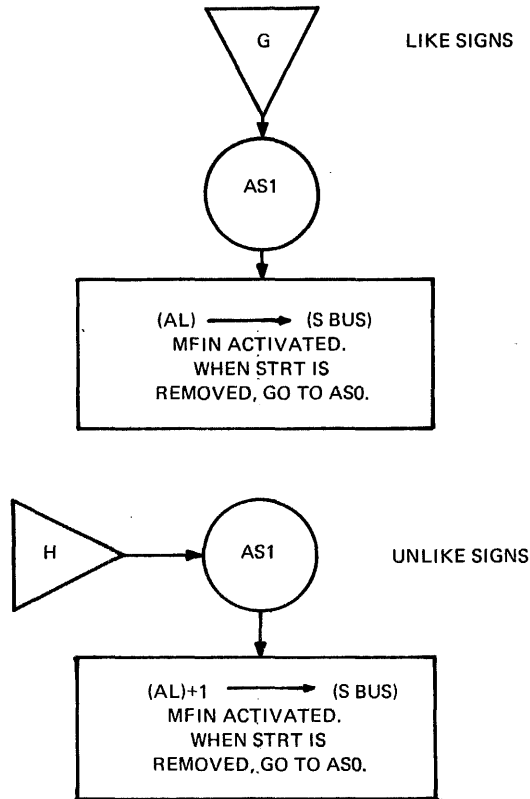 G
LIKE SIGNS
AS1
(AL) ⟶ (S BUS)
MFIN ACTIVATED.
WHEN STRT IS
REMOVED, GO TO AS0.
H
AS1
UNLIKE SIGNS
(AL)+1 ⟶ (S BUS)
MFIN ACTIVATED.
WHEN STRT IS
REMOVED, GO TO AS0.